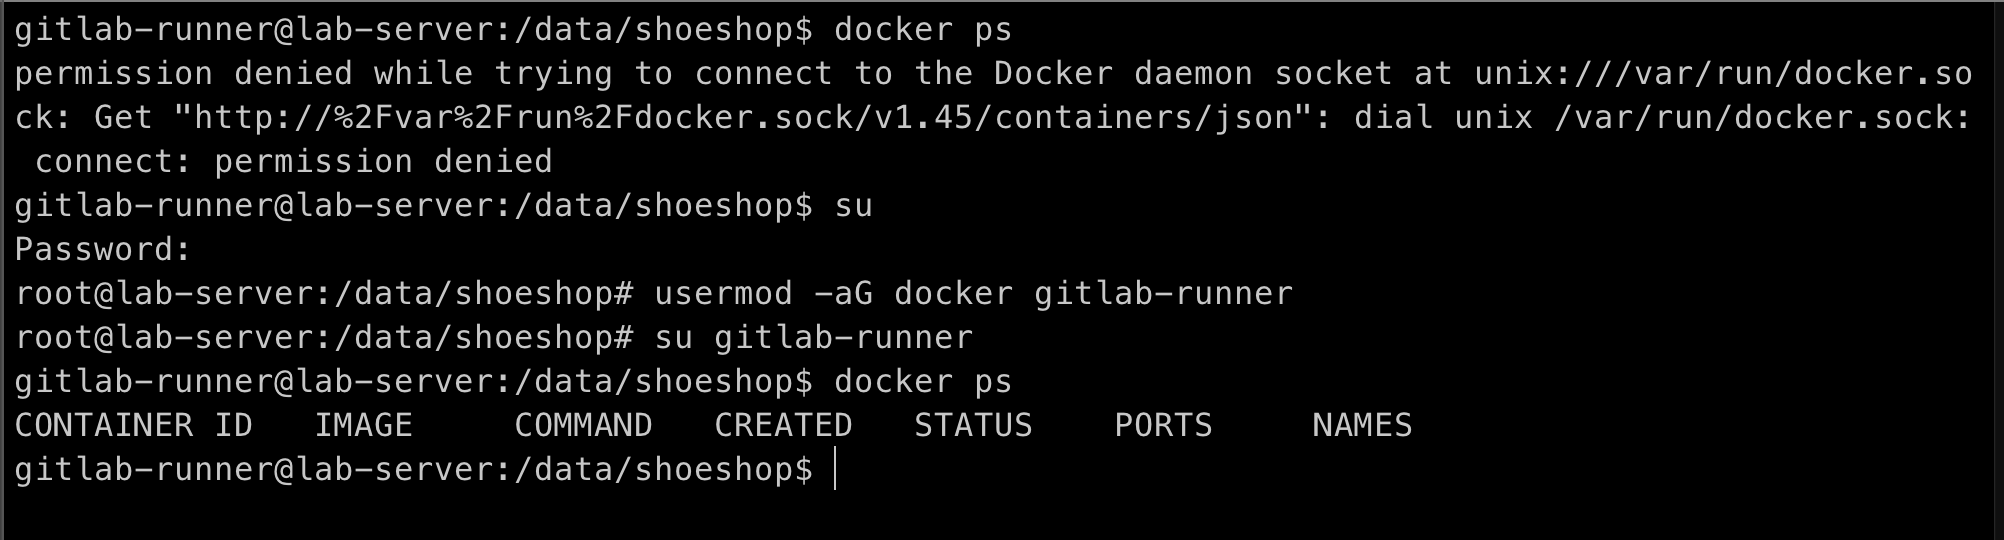 gitlab-runner@lab-server:/data/shoeshop$ docker ps
permission denied while trying to connect to the Docker daemon socket at unix:///var/run/docker.so
ck: Get "http://%2Fvar%2Frun%2Fdocker.sock/v1.45/containers/json": dial unix /var/run/docker.sock:
 connect: permission denied
gitlab-runner@lab-server:/data/shoeshop$ su
Password:
root@lab-server:/data/shoeshop# usermod -aG docker gitlab-runner
root@lab-server:/data/shoeshop# su gitlab-runner
gitlab-runner@lab-server:/data/shoeshop$ docker ps
CONTAINER ID   IMAGE     COMMAND   CREATED   STATUS    PORTS     NAMES
gitlab-runner@lab-server:/data/shoeshop$